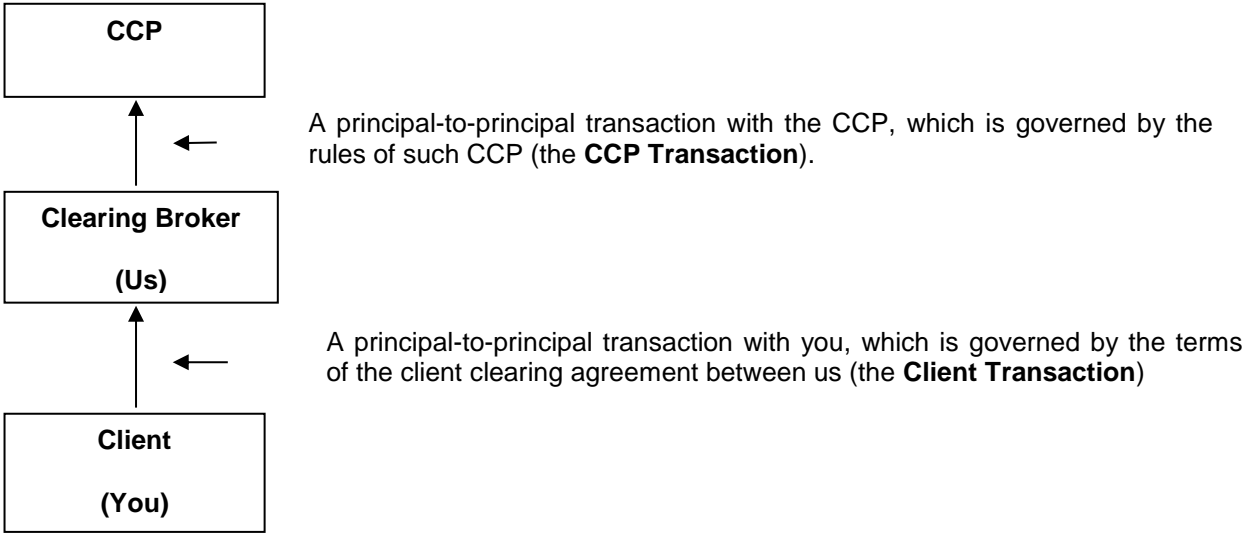 CCP
A principal-to-principal transaction with the CCP, which is governed by the
rules of such CCP (the CCP Transaction).
Clearing Broker
(Us)
A principal-to-principal transaction with you, which is governed by the terms
of the client clearing agreement between us (the Client Transaction)
Client
(You)